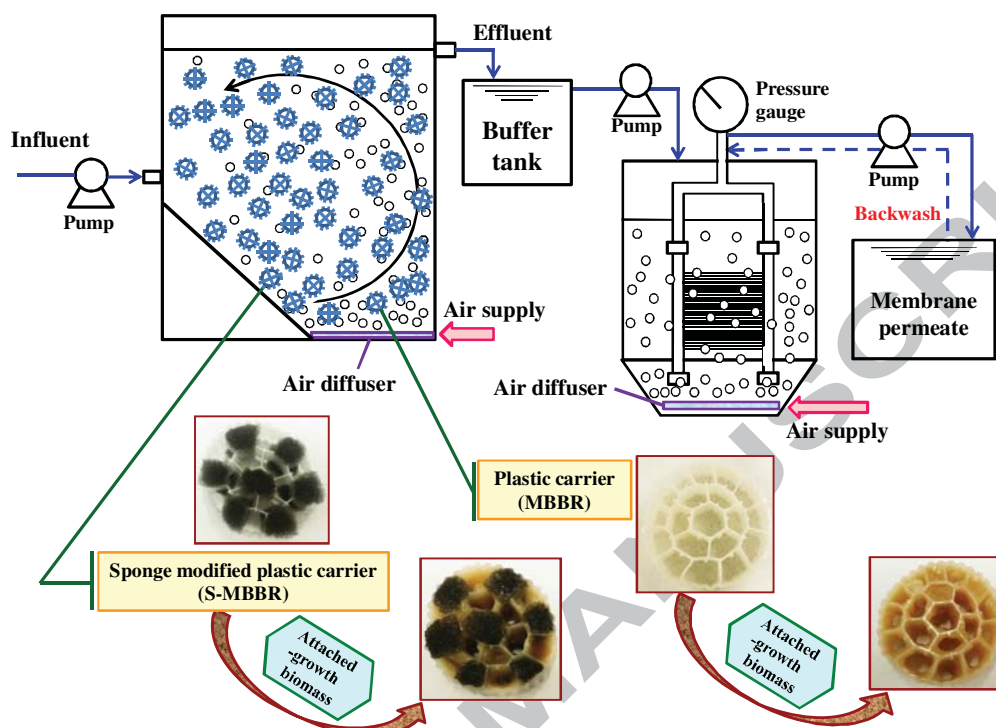 Effluent
Influent
Pump
Buffer
tank
Pump
Pressure
gauge
Pump
Backwash
Membrane
permeate
Air supply
Air diffuser
Air diffuser
Air supply
Plastic carrier
(MBBR)
Sponge modified plastic carrier
(S-MBBR)
Attached
-growth
biomass
Attached
-growth
biomass
MANUSCRI